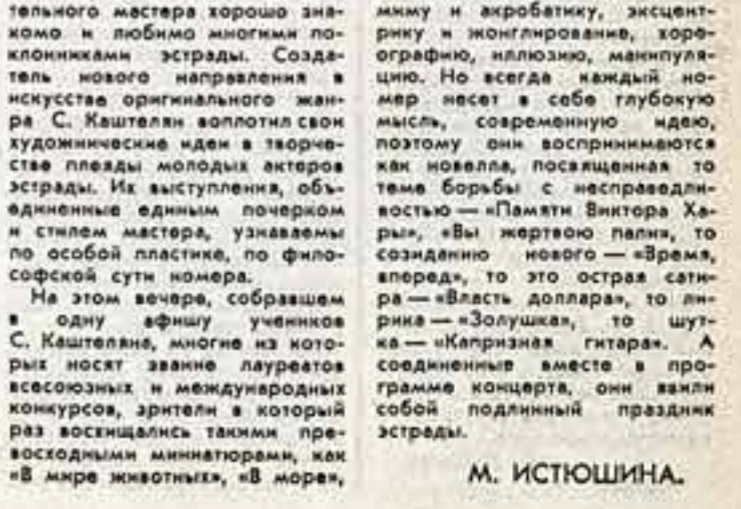 тельного мастера хорошо зна-
комо и любимо многими по-
клонниками эстрады. Созда-
тель нового направления в
искусстве оригинального жан-
ра С. Каштелян воплотил свои
художнические идеи в творче-
стве плеяды молодых актеров
эстрады. Их выступления, объ-
единенные единым почерком
и стилем мастера, узнаваемы
по особой пластике, по фило-
софской сути номера.
На этом вечере, собравшем
в одну афишу учеников
С. Каштеляна, многие из кото-
рых носят звание лауреатов
всесоюзных и международных
конкурсов, зрители в который
раз восхищались такими пре-
восходными миниатюрами, как
«В мире животных», «В море»,
миму и акробатику, эксцент-
рику и жонглирование, хоре-
ографию, иллюзию, манипуля-
цию. Но всегда каждый но-
мер несет в себе глубокую
мысль, современную идею,
поэтому они воспринимаются
как новелла, посвященная то
теме борьбы с несправедли-
востью — «Памяти Виктора Ха-
ры», «Вы жертвою пали», то
созиданию нового — «Время,
вперед», то это острая сати-
ра — «Власть доллара», то ли-
рика — «Золушка», то шут-
ка — «Капризная гитара». А
соединенные вместе в про-
грамме концерта, они явили
собой подлинный праздник
эстрады.
М. ИСТЮШИНА.